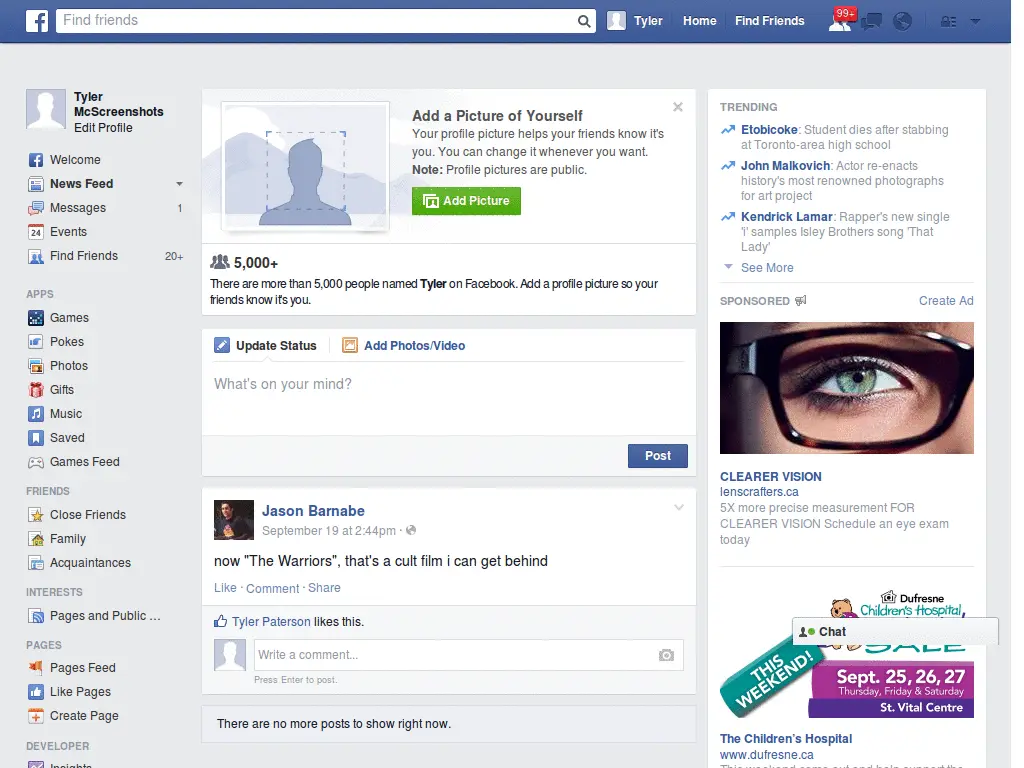 f
Find friends
Tyler
Home
Find Friends
99+
Tyler
McScreenshots
Edit Profile
Welcome
News Feed
Messages 1
24 Events
Find Friends 20+
APPS
Games
Pokes
Photos
Gifts
Music
Saved
Games Feed
FRIENDS
Close Friends
Family
Acquaintances
INTERESTS
Pages and Public ...
PAGES
Pages Feed
Like Pages
Create Page
DEVELOPER
Insights
Add a Picture of Yourself
Your profile picture helps your friends know it's
you. You can change it whenever you want.
Note: Profile pictures are public.
Add Picture
5,000+
There are more than 5,000 people named Tyler on Facebook. Add a profile picture so your
friends know it's you.
Update Status
Add Photos/Video
What's on your mind?
Post
Jason Barnabe
September 19 at 2:44pm ·
now "The Warriors", that's a cult film i can get behind
Like · Comment · Share
Tyler Paterson likes this.
Write a comment...
Press Enter to post.
There are no more posts to show right now.
TRENDING
Etobicoke: Student dies after stabbing
at Toronto-area high school
John Malkovich: Actor re-enacts
history's most renowned photographs
for art project
Kendrick Lamar: Rapper's new single
'i' samples Isley Brothers song 'That
Lady'
See More
SPONSORED
Create Ad
CLEARER VISION
lenscrafters.ca
5X more precise measurement FOR
CLEARER VISION Schedule an eye exam
today
Dufresne
Children's Hospital
Chat
SALE
THIS
WEEKEND!
Sept. 25, 26, 27
Thursday, Friday & Saturday
St. Vital Centre
The Children's Hospital
www.dufresne.ca
This weekend come out and help support the